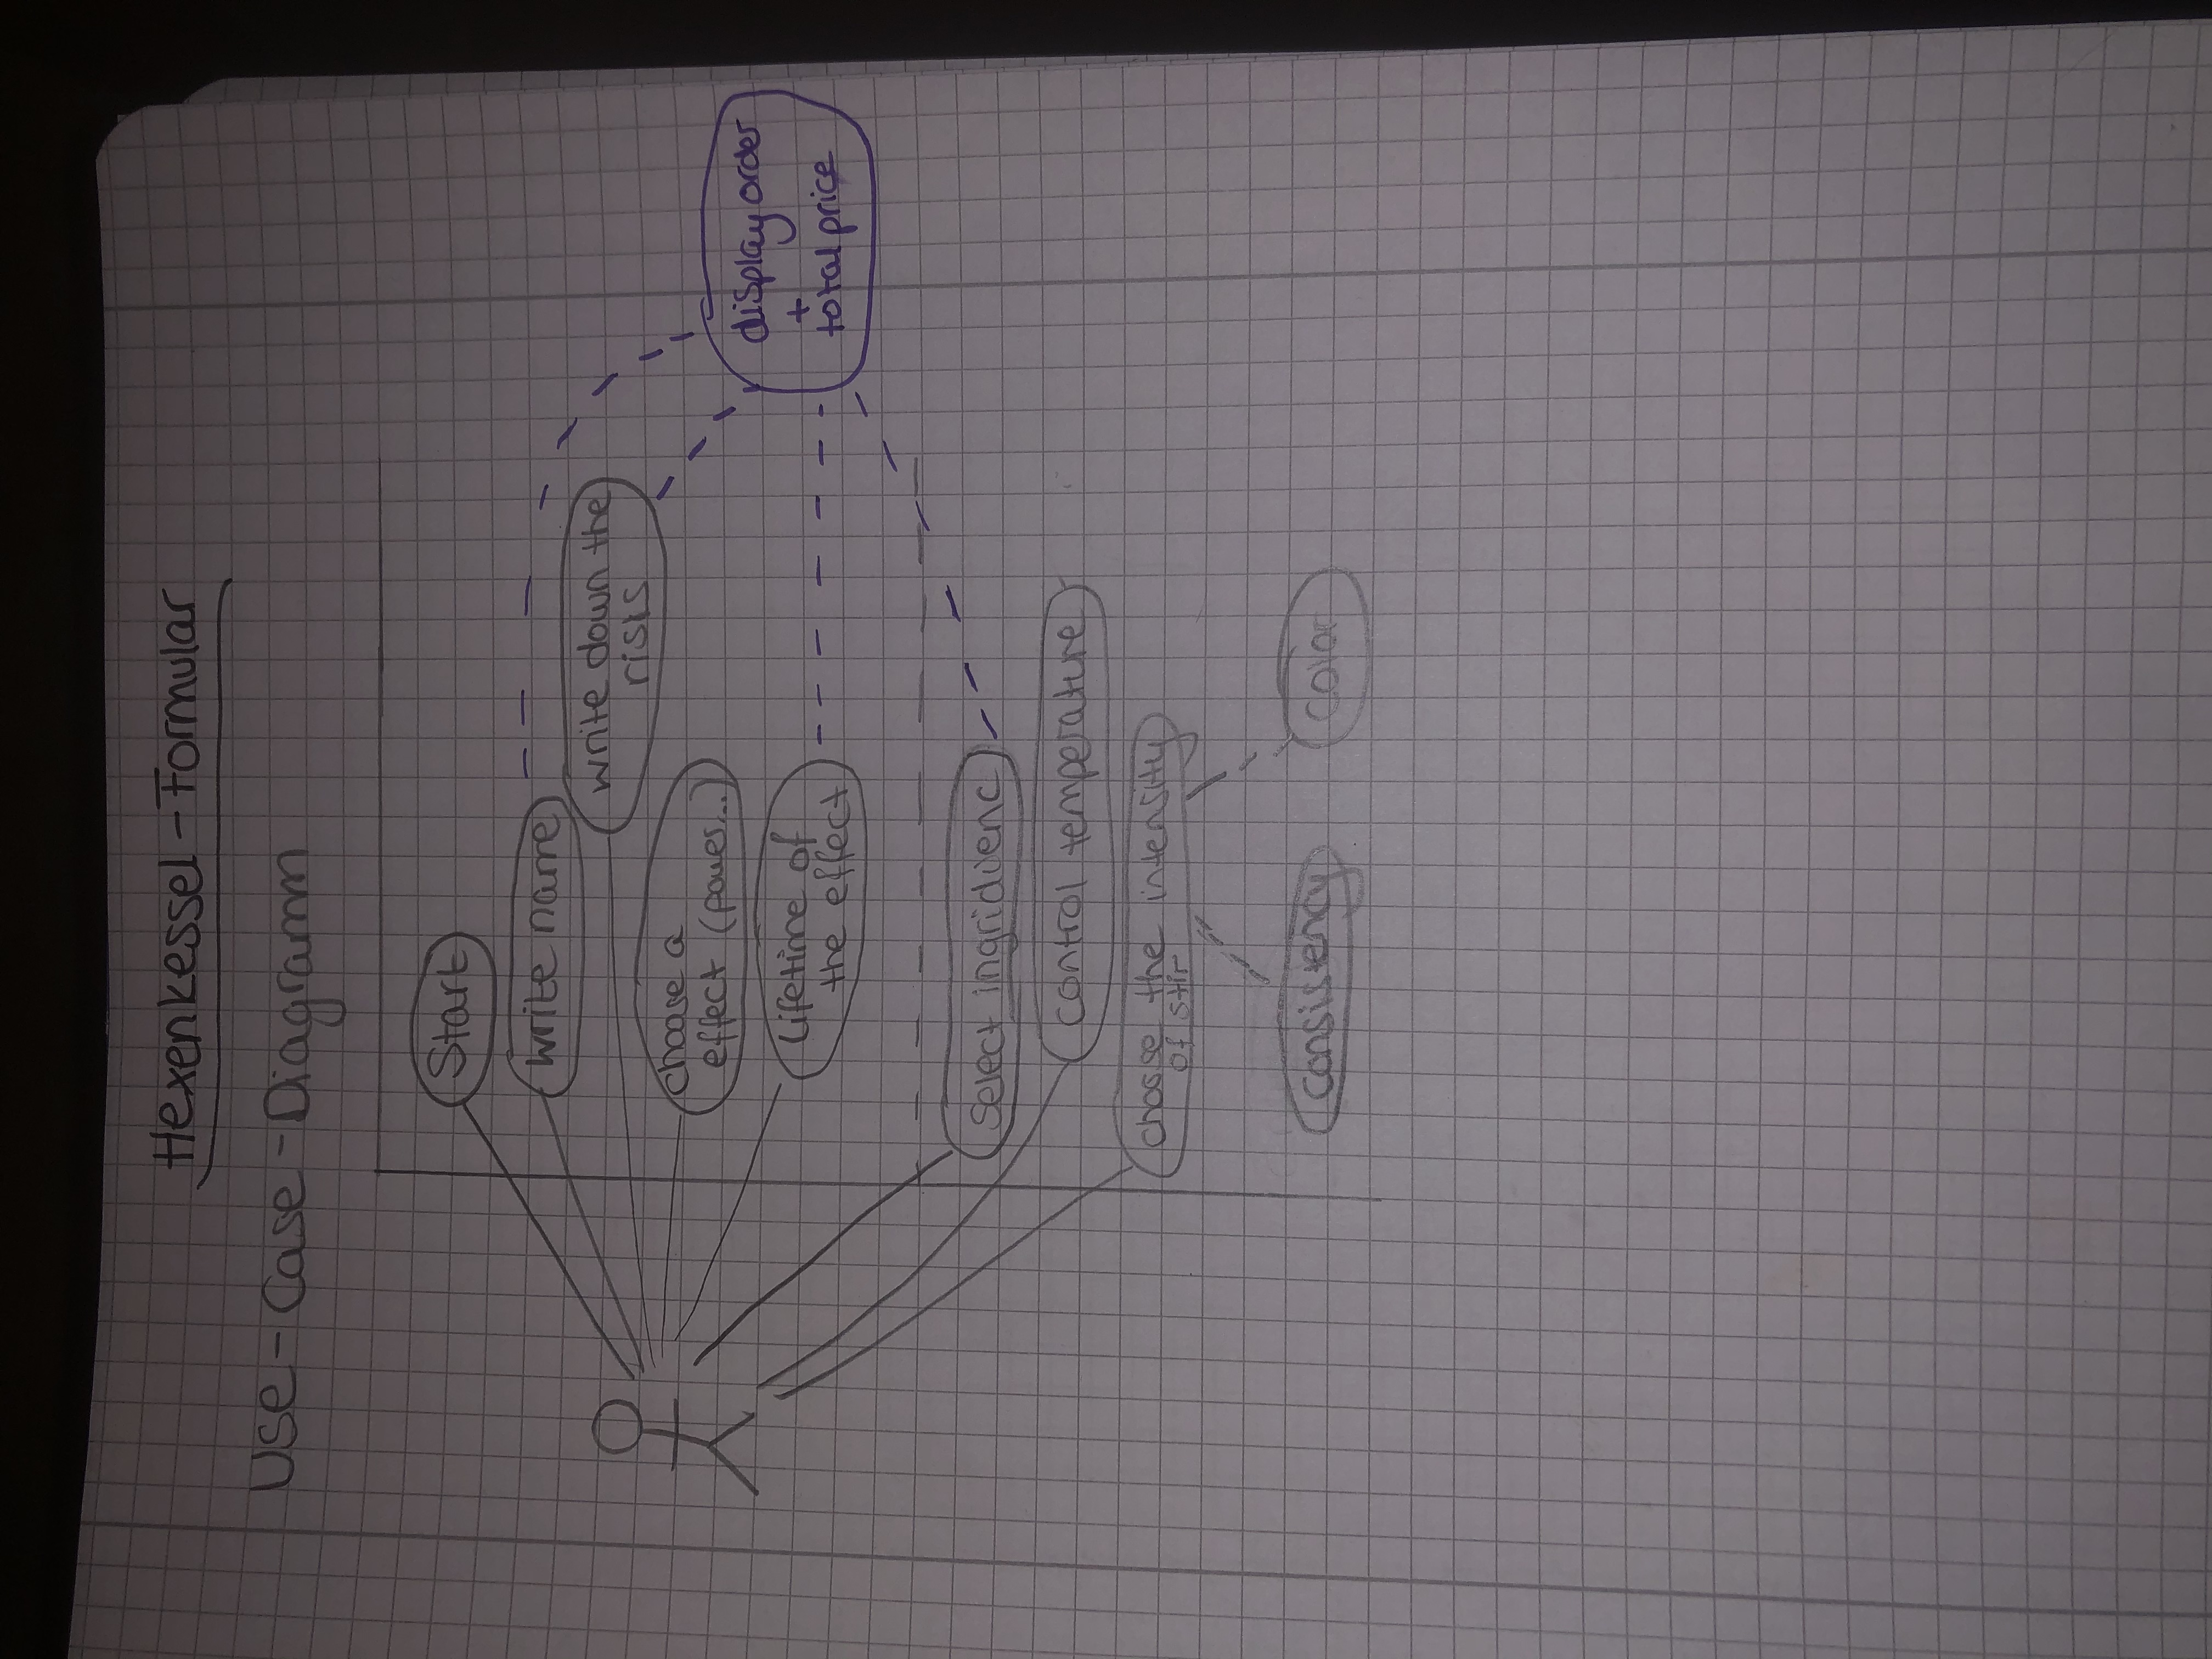 Hexenkessel - Formular
Use - Case - Diagramm
Start
write name
write down the
risks
choose a
effect (power...)
Lifetime of
the effect
display order
+
total price
select ingridienc
control temperature
choose the intensity
of stir
consistency
color